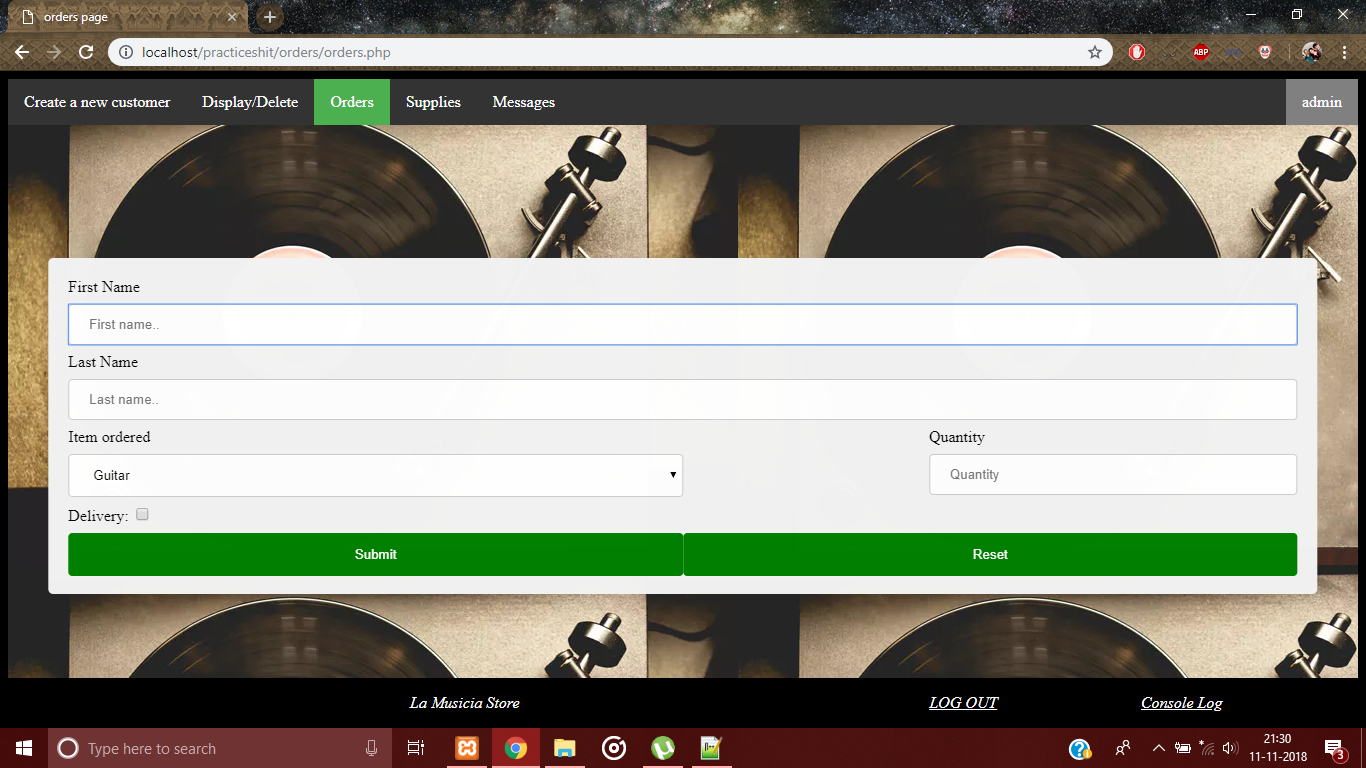 orders page
localhost/practiceshit/orders/orders.php
ABP
Create a new customer Display/Delete Orders Supplies Messages admin
First Name
First name..
Last Name
Last name..
Item ordered Quantity
Guitar Quantity
Delivery:
Submit Reset
La Musicia Store LOG OUT Console Log
Type here to search
21:30
11-11-2018
3